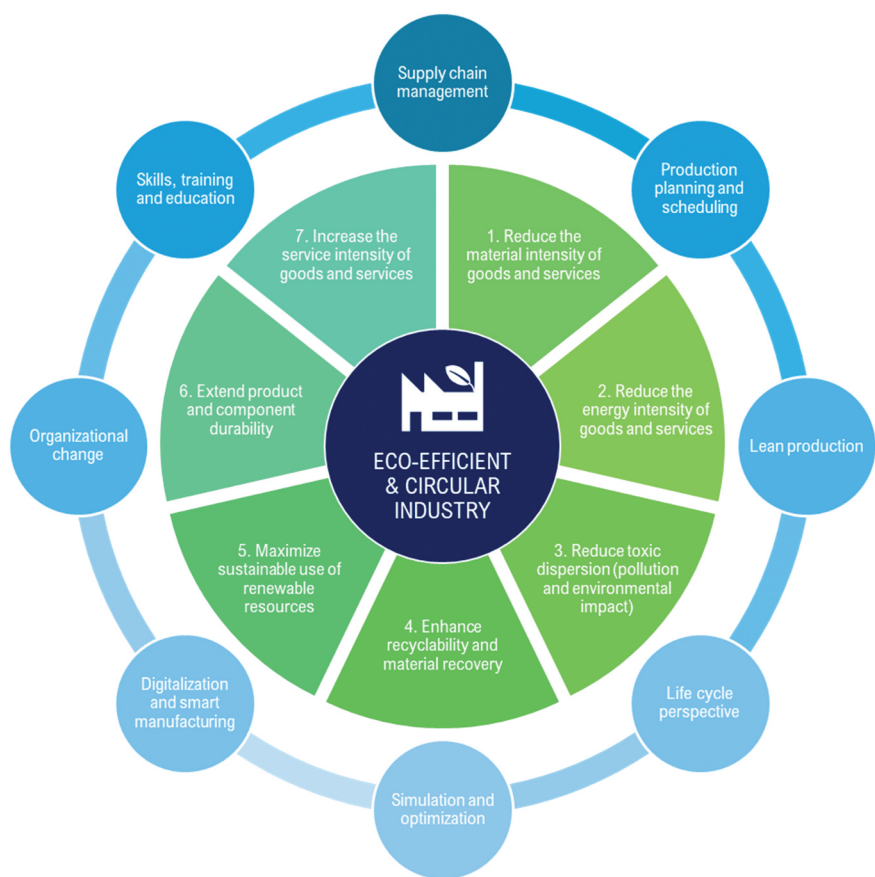 Supply chain
management
Production
planning and
scheduling
Lean production
Life cycle
perspective
Simulation and
optimization
Digitalization
and smart
manufacturing
Organizational
change
Skills, training
and education
1. Reduce the
material intensity of
goods and services
2. Reduce the
energy intensity of
goods and services
3. Reduce toxic
dispersion (pollution
and environmental
impact)
4. Enhance
recyclability and
material recovery
5. Maximize
sustainable use of
renewable
resources
6. Extend product
and component
durability
7. Increase the
service intensity of
goods and services
ECO-EFFICIENT
& CIRCULAR
INDUSTRY